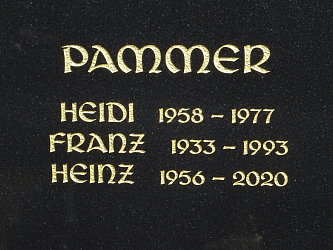 PAMMER
HEIDI 1958 – 1977
FRANZ 1933 – 1993
HEINZ 1956 – 2020